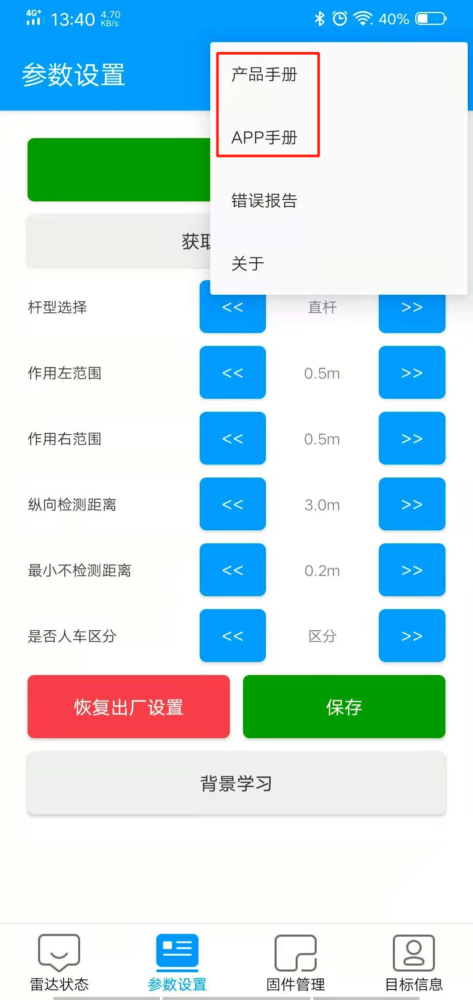 4G+ 13:40 4.70 KB/s 40%
参数设置
产品手册
APP手册
错误报告
关于
获取
杆型选择 << 直杆 >>
作用左范围 << 0.5m >>
作用右范围 << 0.5m >>
纵向检测距离 << 3.0m >>
最小不检测距离 << 0.2m >>
是否人车区分 << 区分 >>
恢复出厂设置 保存
背景学习
雷达状态 参数设置 固件管理 目标信息